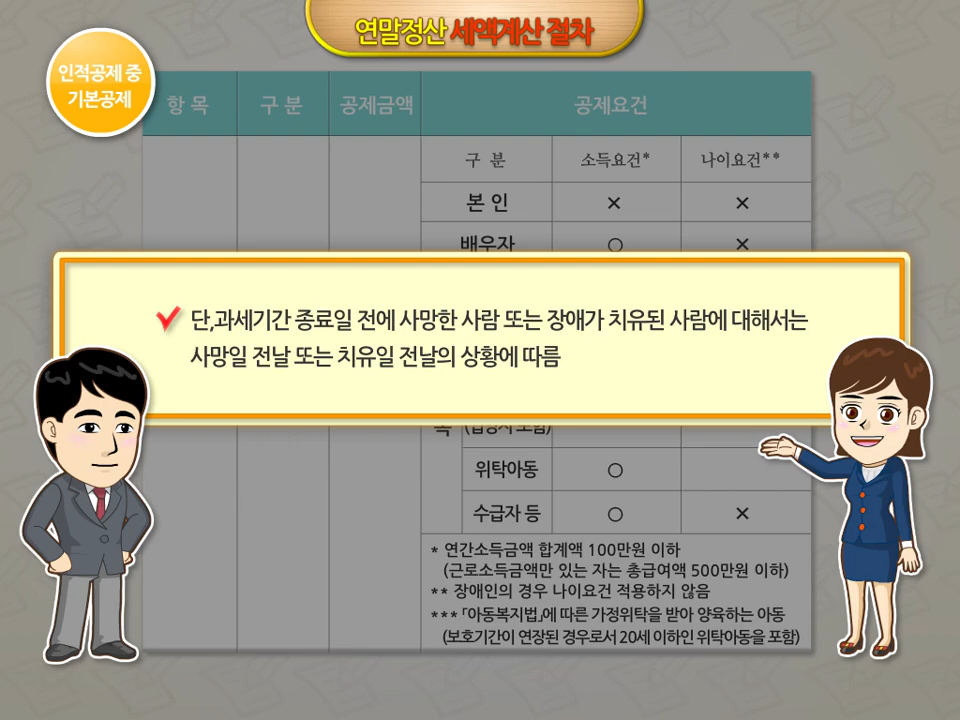 연말정산 세액계산 절차
인적공제 중
기본공제
항 목 구 분 공제금액 공제요건
구 분 소득요건* 나이요건**
본 인 × ×
배우자 ○ ×
단,과세기간 종료일 전에 사망한 사람 또는 장애가 치유된 사람에 대해서는
사망일 전날 또는 치유일 전날의 상황에 따름
위탁아동 ○
수급자 등 ○ ×
* 연간소득금액 합계액 100만원 이하
(근로소득금액만 있는 자는 총급여액 500만원 이하)
** 장애인의 경우 나이요건 적용하지 않음
*** 「아동복지법」에 따른 가정위탁을 받아 양육하는 아동
(보호기간이 연장된 경우로서 20세 이하인 위탁아동을 포함)